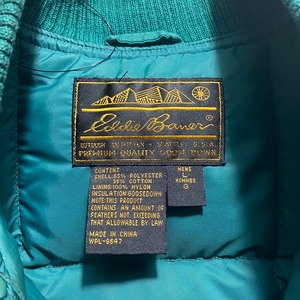 Eddie Bauer®
OUTDOOR OUTFITTER - SEATTLE, U.S.A.
PREMIUM QUALITY GOOSE DOWN
CONTENT
SHELL 65% POLYESTER
35% COTTON
LINING 100% NYLON
INSULATION GOOSEDOWN
NOTE: THIS PRODUCT
CONTAINS AN AMOUNT OF
FEATHERS NOT EXCEEDING
THAT ALLOWABLE BY LAW
MADE IN CHINA
WPL-9647
MENS
L
HOMMES
G